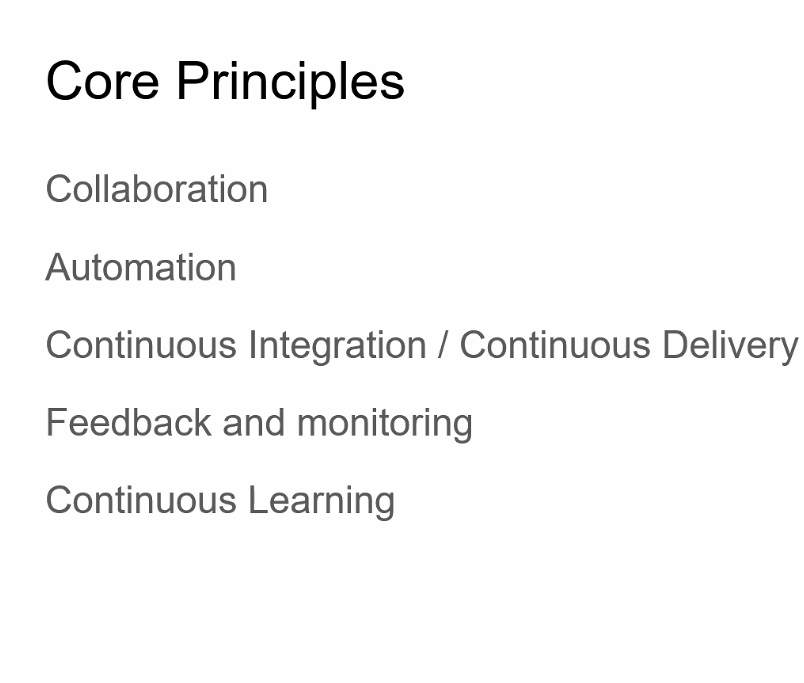 Core Principles
Collaboration
Automation
Continuous Integration / Continuous Delivery
Feedback and monitoring
Continuous Learning